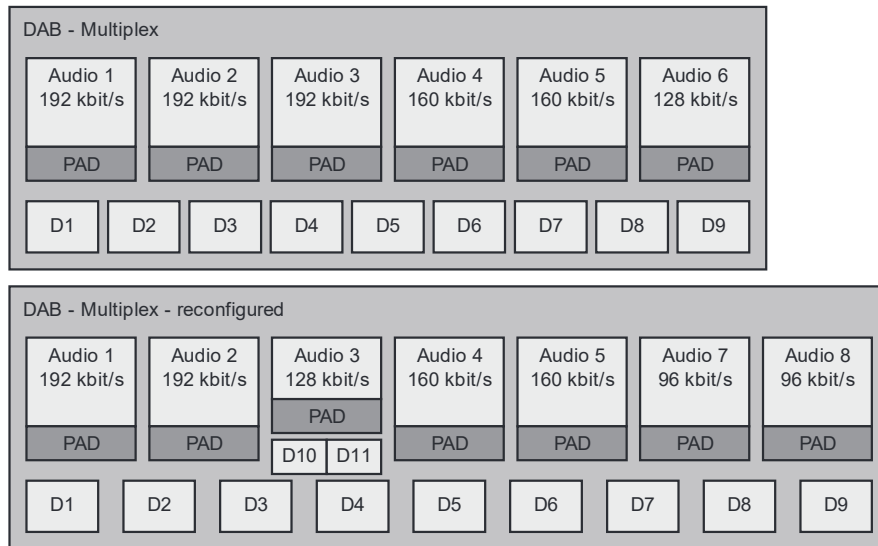 DAB - Multiplex
Audio 1
192 kbit/s
PAD
Audio 2
192 kbit/s
PAD
Audio 3
192 kbit/s
PAD
Audio 4
160 kbit/s
PAD
Audio 5
160 kbit/s
PAD
Audio 6
128 kbit/s
PAD
D1
D2
D3
D4
D5
D6
D7
D8
D9
DAB - Multiplex - reconfigured
Audio 1
192 kbit/s
PAD
Audio 2
192 kbit/s
PAD
Audio 3
128 kbit/s
PAD
D10
D11
Audio 4
160 kbit/s
PAD
Audio 5
160 kbit/s
PAD
Audio 7
96 kbit/s
PAD
Audio 8
96 kbit/s
PAD
D1
D2
D3
D4
D5
D6
D7
D8
D9